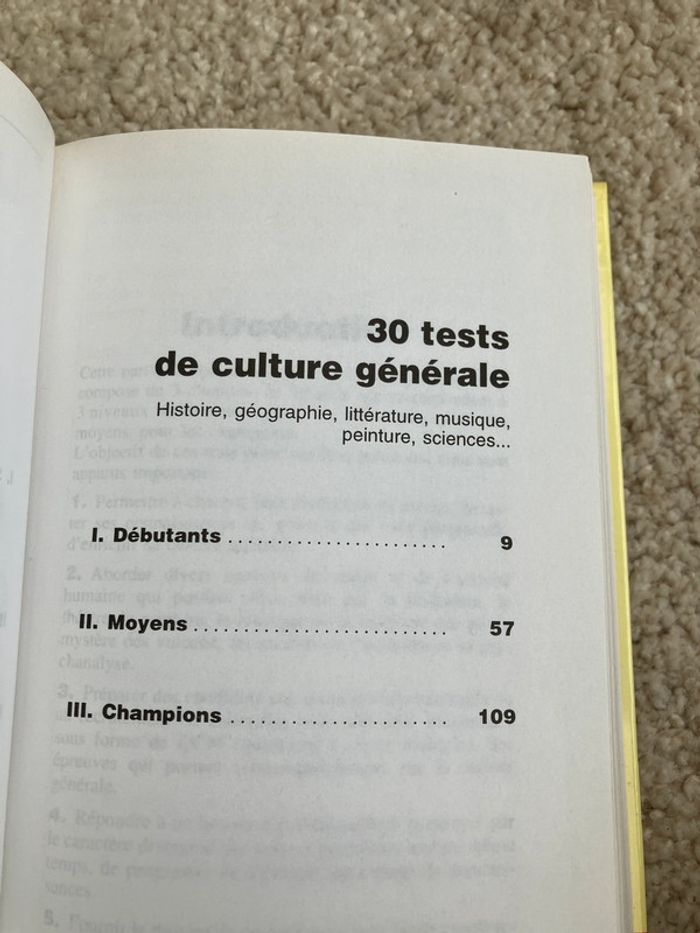 30 tests
de culture générale
Histoire, géographie, littérature, musique,
peinture, sciences...
I. Débutants ........................ 9
II. Moyens ........................... 57
III. Champions ....................... 109